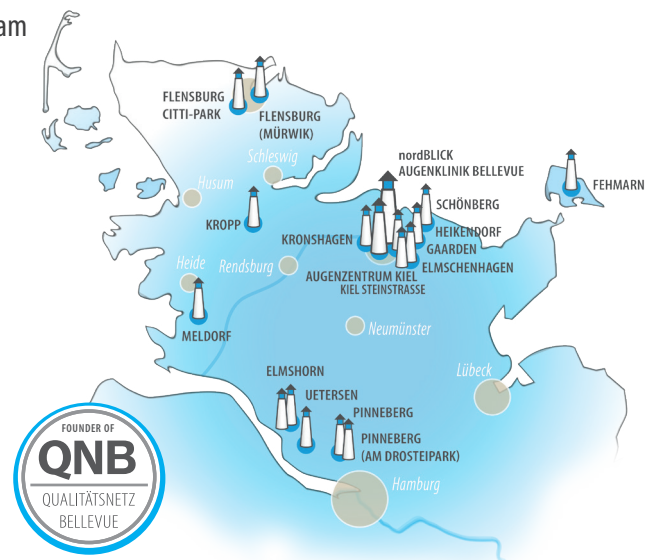 am
FLENSBURG
CITTI-PARK
FLENSBURG
(MÜRWIK)
Schleswig
nordBLICK
AUGENKLINIK BELLEVUE
FEHMARN
Husum
SCHÖNBERG
KROPP
KRONSHAGEN
HEIKENDORF
GAARDEN
ELMSCHENHAGEN
Heide
Rendsburg
AUGENZENTRUM KIEL
KIEL STEINSTRASSE
MELDORF
Neumünster
ELMSHORN
Lübeck
UETERSEN
PINNEBERG
PINNEBERG
(AM DROSTEIPARK)
Hamburg
FOUNDER OF
QNB
QUALITÄTSNETZ
BELLEVUE